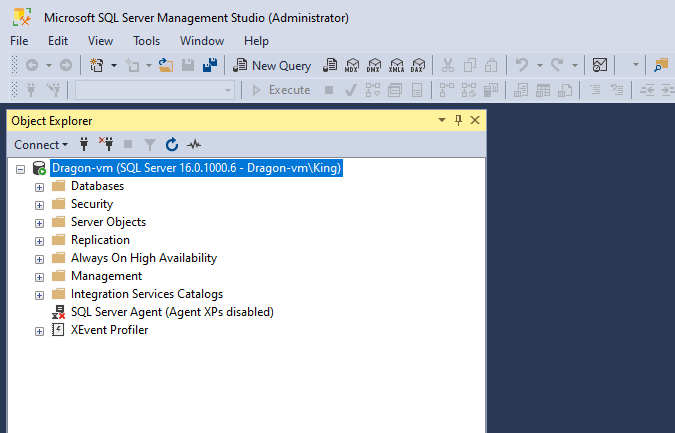 Microsoft SQL Server Management Studio (Administrator)
File Edit View Tools Window Help
New Query MDX DMX XMLA DAX
Execute
Object Explorer
Connect
Dragon-vm (SQL Server 16.0.1000.6 - Dragon-vm\King)
Databases
Security
Server Objects
Replication
Always On High Availability
Management
Integration Services Catalogs
SQL Server Agent (Agent XPs disabled)
XEvent Profiler